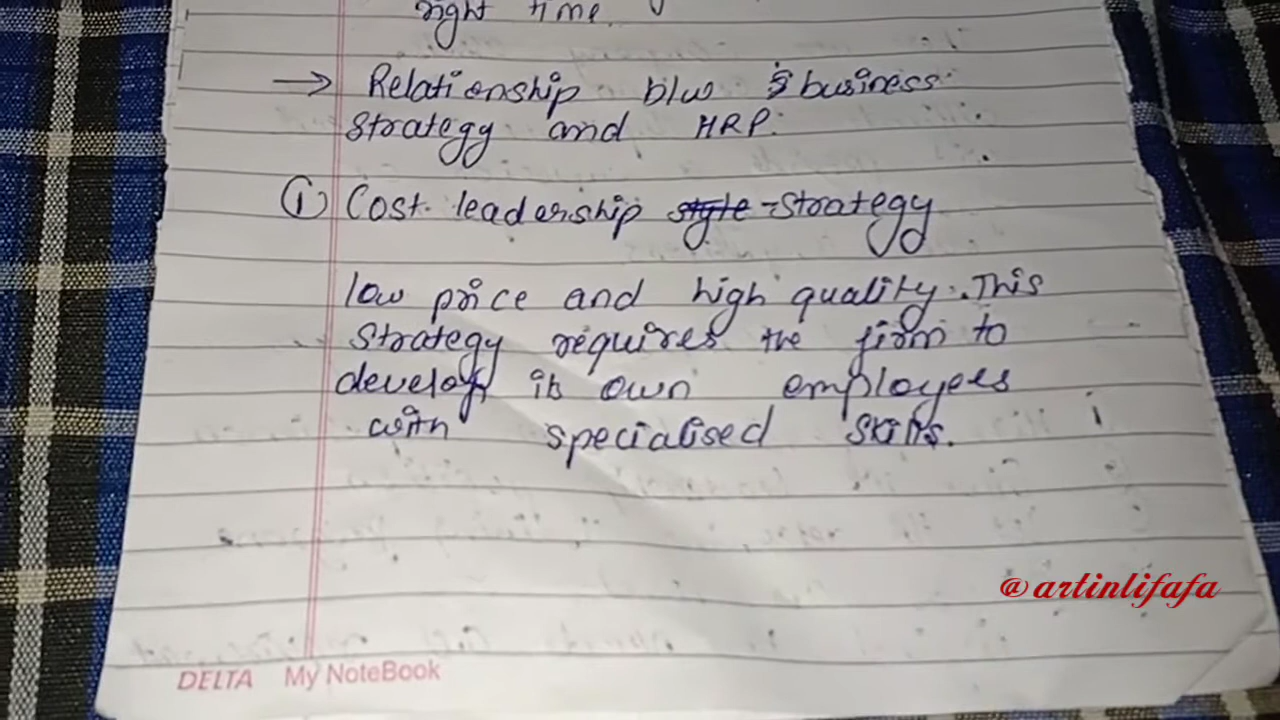 right time.
→ Relationship b/w business
strategy and HRP.
① Cost leadership style strategy
low price and high quality. This
strategy requires the firm to
develop its own employees
with specialised skills.
@artinlifafa
DELTA My NoteBook